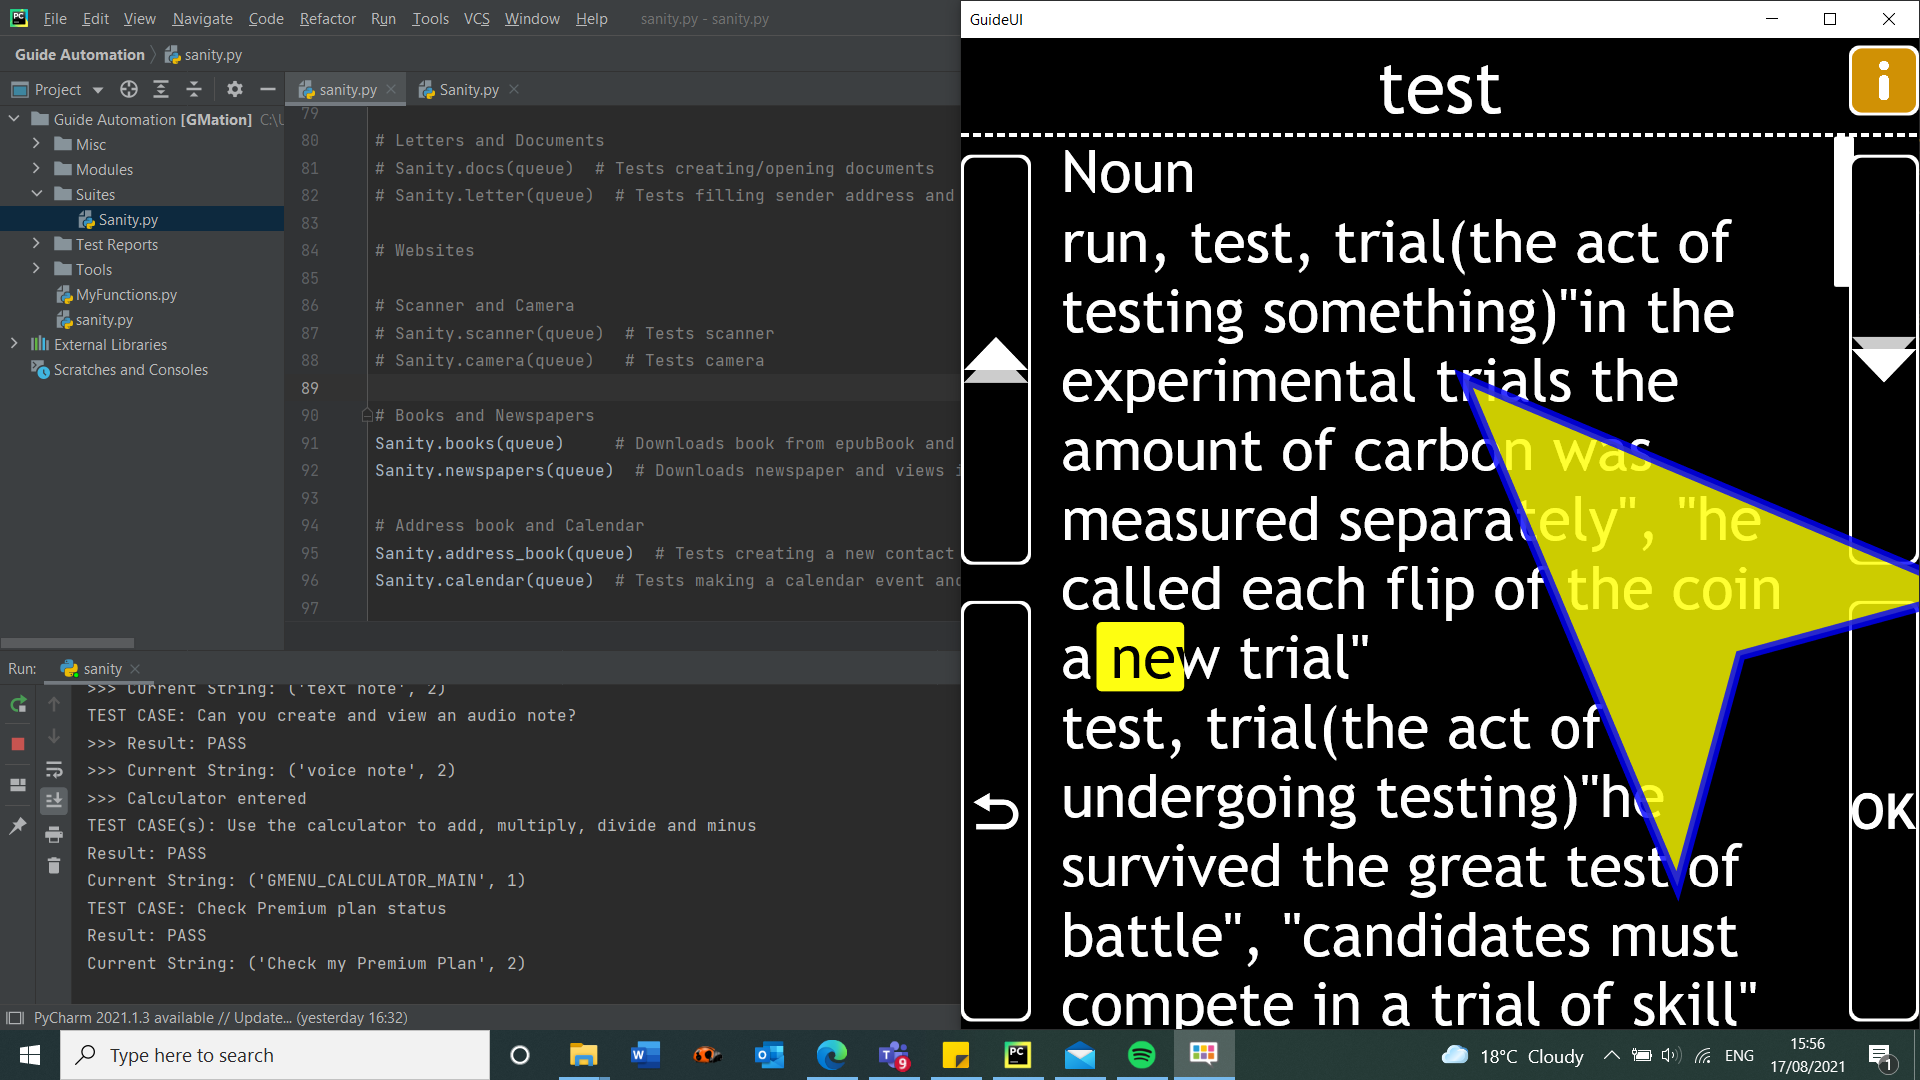 File Edit View Navigate Code Refactor Run Tools VCS Window Help sanity.py - sanity.py
Guide Automation sanity.py
Project
sanity.py
Sanity.py
Guide Automation [GMation] C:\U
Misc
Modules
Suites
Sanity.py
Test Reports
Tools
MyFunctions.py
sanity.py
External Libraries
Scratches and Consoles
79
80 # Letters and Documents
81 # Sanity.docs(queue) # Tests creating/opening documents
82 # Sanity.letter(queue) # Tests filling sender address and
83
84 # Websites
85
86 # Scanner and Camera
87 # Sanity.scanner(queue) # Tests scanner
88 # Sanity.camera(queue) # Tests camera
89
90 # Books and Newspapers
91 Sanity.books(queue) # Downloads book from epubBook and
92 Sanity.newspapers(queue) # Downloads newspaper and views
93
94 # Address book and Calendar
95 Sanity.address_book(queue) # Tests creating a new contact
96 Sanity.calendar(queue) # Tests making a calendar event and
97
Run: sanity
>>> Current String: ('text note', 2)
TEST CASE: Can you create and view an audio note?
>>> Result: PASS
>>> Current String: ('voice note', 2)
>>> Calculator entered
TEST CASE(s): Use the calculator to add, multiply, divide and minus
Result: PASS
Current String: ('GMENU_CALCULATOR_MAIN', 1)
TEST CASE: Check Premium plan status
Result: PASS
Current String: ('Check my Premium Plan', 2)
PyCharm 2021.1.3 available // Update... (yesterday 16:32)
GuideUI
test
i
Noun
run, test, trial(the act of
testing something)"in the
experimental trials the
amount of carbon was
measured separately", "he
called each flip of the coin
a new trial"
test, trial(the act of
undergoing testing)"he
survived the great test of
battle", "candidates must
compete in a trial of skill"
OK
Type here to search
9
PC
18°C Cloudy
ENG
15:56
17/08/2021
1